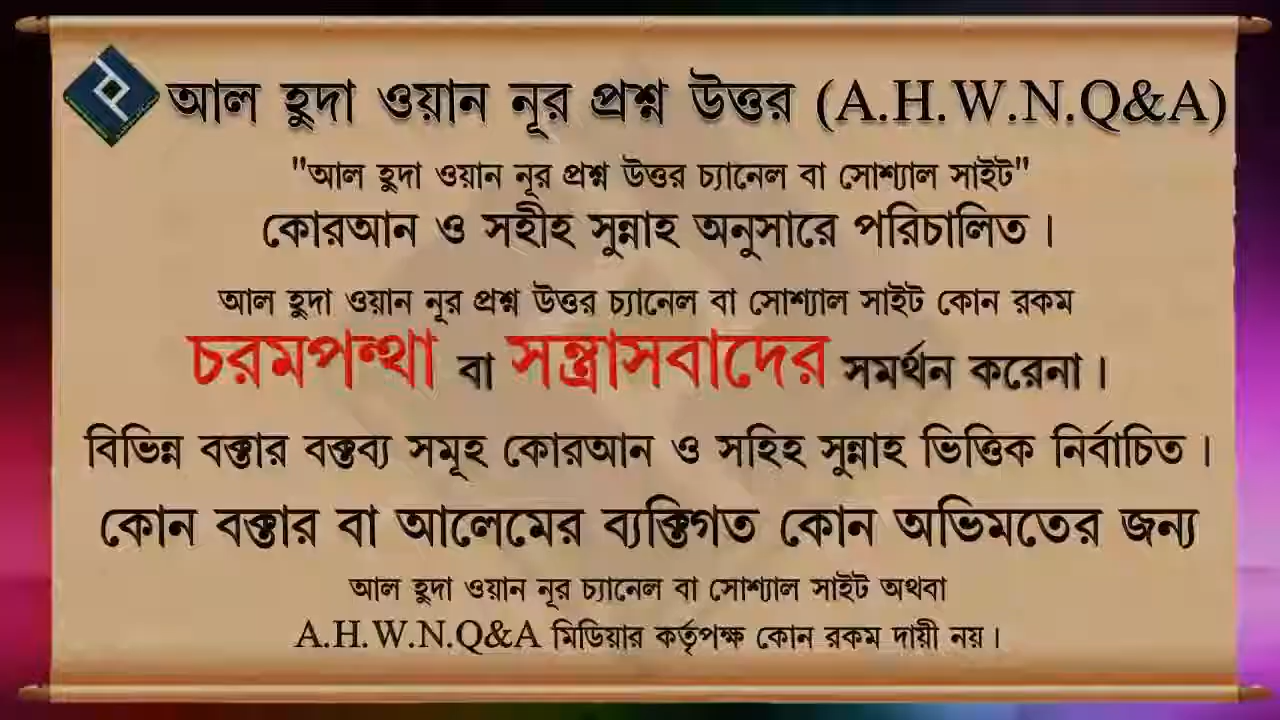 আল হুদা ওয়ান নূর প্রশ্ন উত্তর (A.H.W.N.Q&A)
"আল হুদা ওয়ান নূর প্রশ্ন উত্তর চ্যানেল বা সোশ্যাল সাইট"
কোরআন ও সহীহ সুন্নাহ অনুসারে পরিচালিত ।
আল হুদা ওয়ান নূর প্রশ্ন উত্তর চ্যানেল বা সোশ্যাল সাইট কোন রকম
চরমপন্থা বা সন্ত্রাসবাদের সমর্থন করেনা ।
বিভিন্ন বক্তার বক্তব্য সমূহ কোরআন ও সহিহ সুন্নাহ ভিত্তিক নির্বাচিত ।
কোন বক্তার বা আলেমের ব্যক্তিগত কোন অভিমতের জন্য
আল হুদা ওয়ান নূর চ্যানেল বা সোশ্যাল সাইট অথবা
A.H.W.N.Q&A মিডিয়ার কর্তৃপক্ষ কোন রকম দায়ী নয় ।